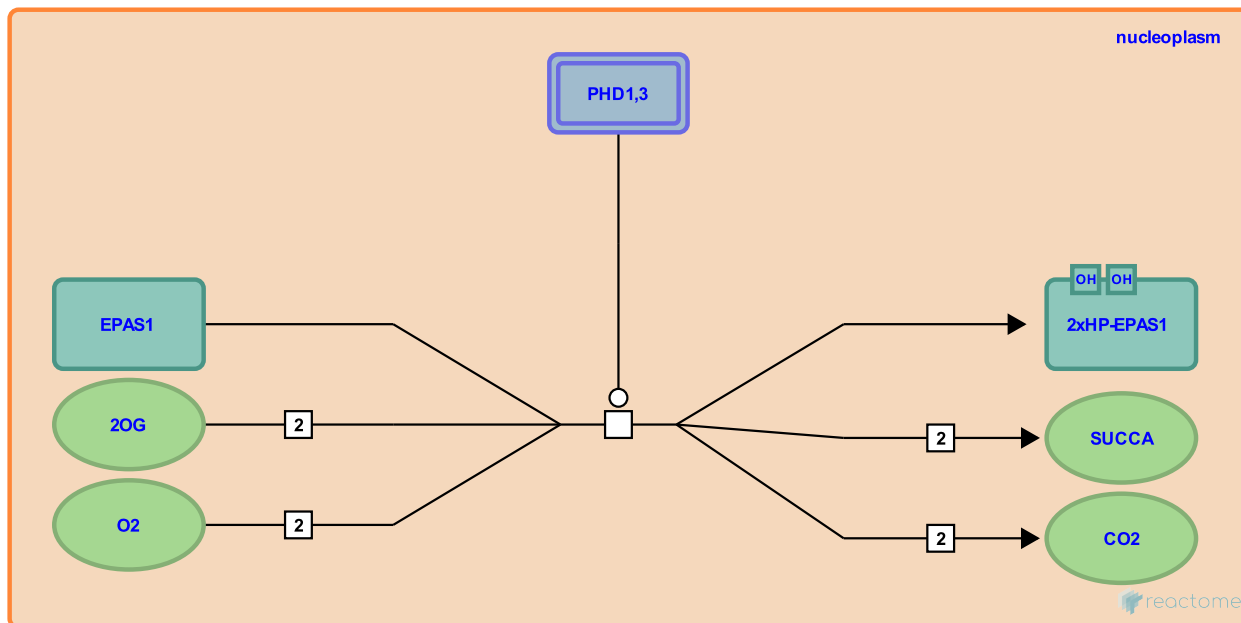 nucleoplasm
PHD1,3
OH OH
EPAS1
2xHP-EPAS1
2OG
2
2
SUCCA
O2
2
2
CO2
reactome